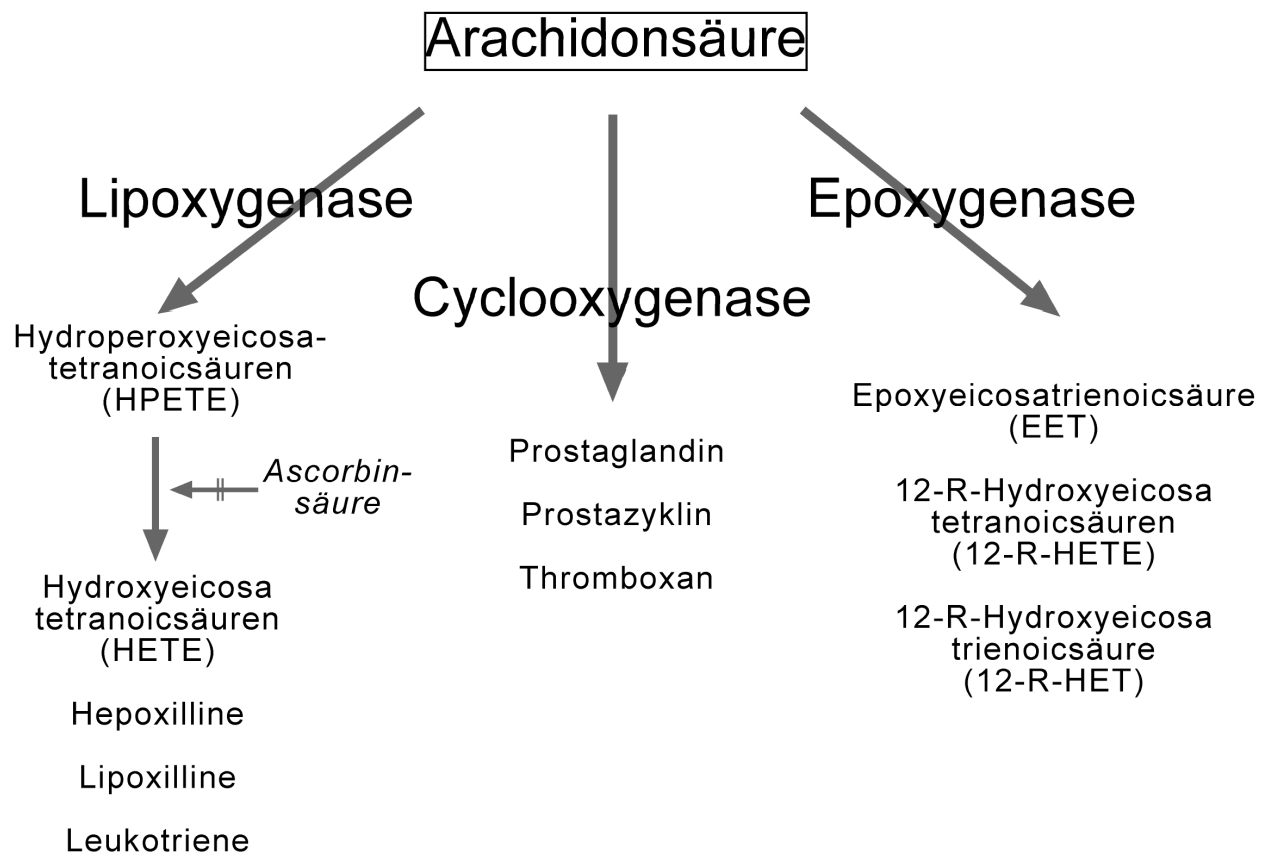 Arachidonsäure
Lipoxygenase
Epoxygenase
Cyclooxygenase
Hydroperoxyeicosa-
tetranoicsäuren
(HPETE)
Ascorbin-
säure
Hydroxyeicosa
tetranoicsäuren
(HETE)
Hepoxilline
Lipoxilline
Leukotriene
Prostaglandin
Prostazyklin
Thromboxan
Epoxyeicosatrienoicsäure
(EET)
12-R-Hydroxyeicosa
tetranoicsäuren
(12-R-HETE)
12-R-Hydroxyeicosa
trienoicsäure
(12-R-HET)